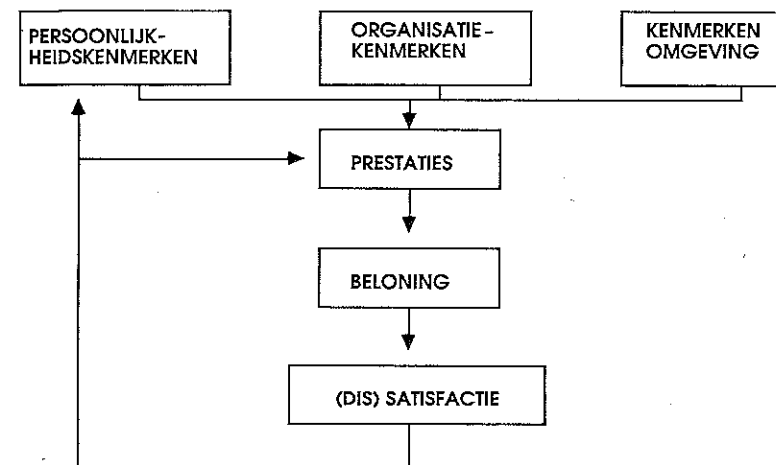 PERSOONLIJK-
HEIDSKENMERKEN
ORGANISATIE-
KENMERKEN
KENMERKEN
OMGEVING
PRESTATIES
BELONING
(DIS) SATISFACTIE